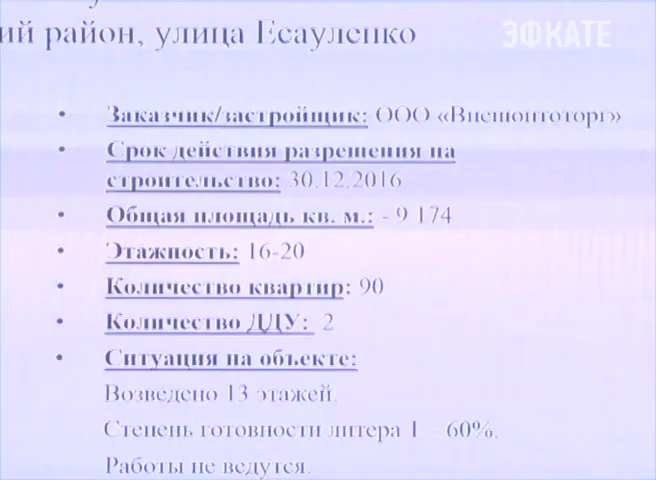 ЭФКАТЕ
ий район, улица Есауленко
• Заказчик/застройщик: ООО «Внешоптоторг»
• Срок действия разрешения на
строительство: 30.12.2016
• Общая площадь кв. м.: - 9 174
• Этажность: 16-20
• Количество квартир: 90
• Количество ДДУ: 2
• Ситуация на объекте:
Возведено 13 этажей.
Степень готовности литера 1 – 60%.
Работы не ведутся.